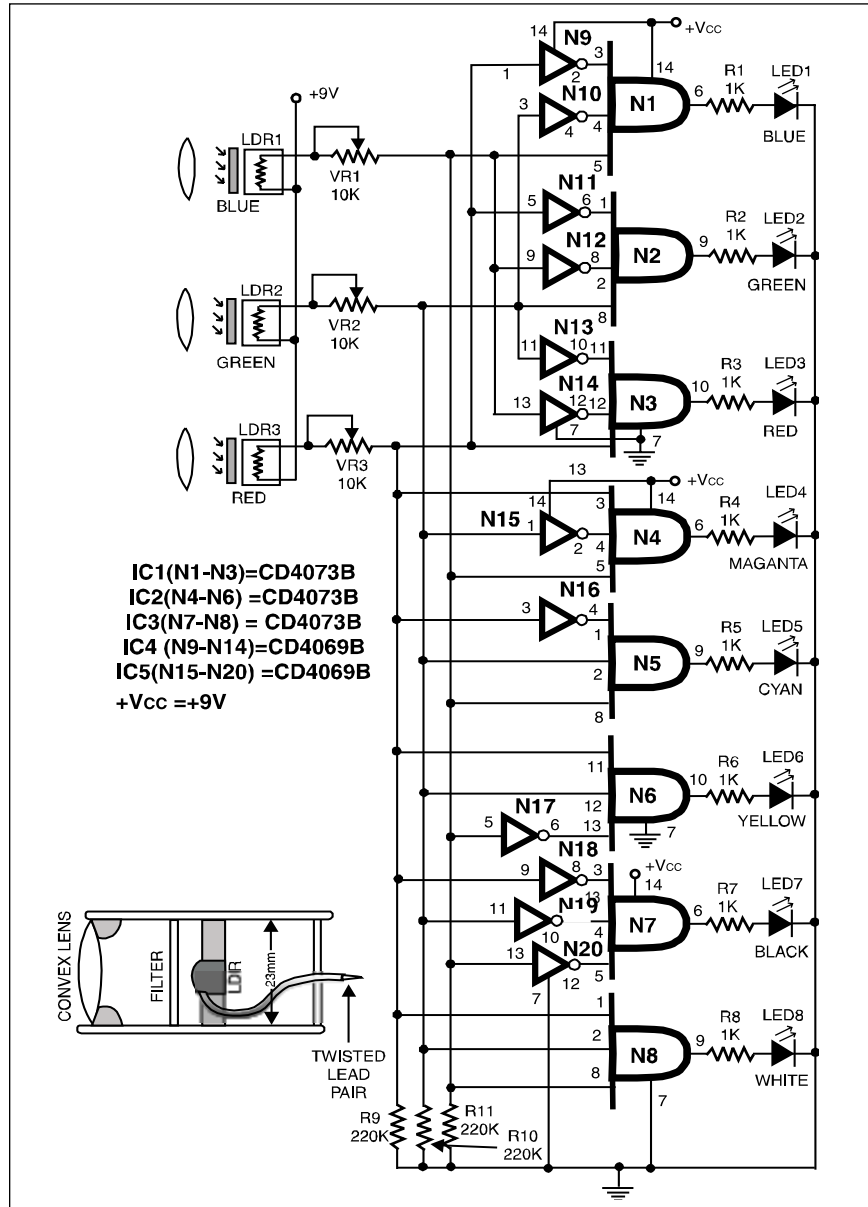 +VCC
14
N9
3
1
2
14
N10
3
4
4
N1
6
R1
1K
LED1
BLUE
5
+9V
LDR1
BLUE
VR1
10K
N11
5
6
1
N12
9
8
2
N2
9
R2
1K
LED2
GREEN
8
LDR2
GREEN
VR2
10K
N13
11
10
11
N14
13
12
12
7
N3
7
10
R3
1K
LED3
RED
LDR3
RED
VR3
10K
13
+VCC
14
14
3
N15
1
2
4
5
N4
6
R4
1K
LED4
MAGANTA
IC1(N1-N3)=CD4073B
IC2(N4-N6) =CD4073B
IC3(N7-N8) = CD4073B
IC4 (N9-N14)=CD4069B
IC5(N15-N20) =CD4069B
+VCC =+9V
N16
3
4
1
2
8
N5
9
R5
1K
LED5
CYAN
11
12
13
N6
7
10
R6
1K
LED6
YELLOW
N17
5
6
N18
9
8
3
13
+VCC
14
N19
11
10
4
N7
6
R7
1K
LED7
BLACK
N20
13
12
5
7
1
2
8
N8
9
7
R8
1K
LED8
WHITE
CONVEX LENS
FILTER
LDR
23mm
TWISTED
LEAD
PAIR
R9
220K
R11
220K
R10
220K